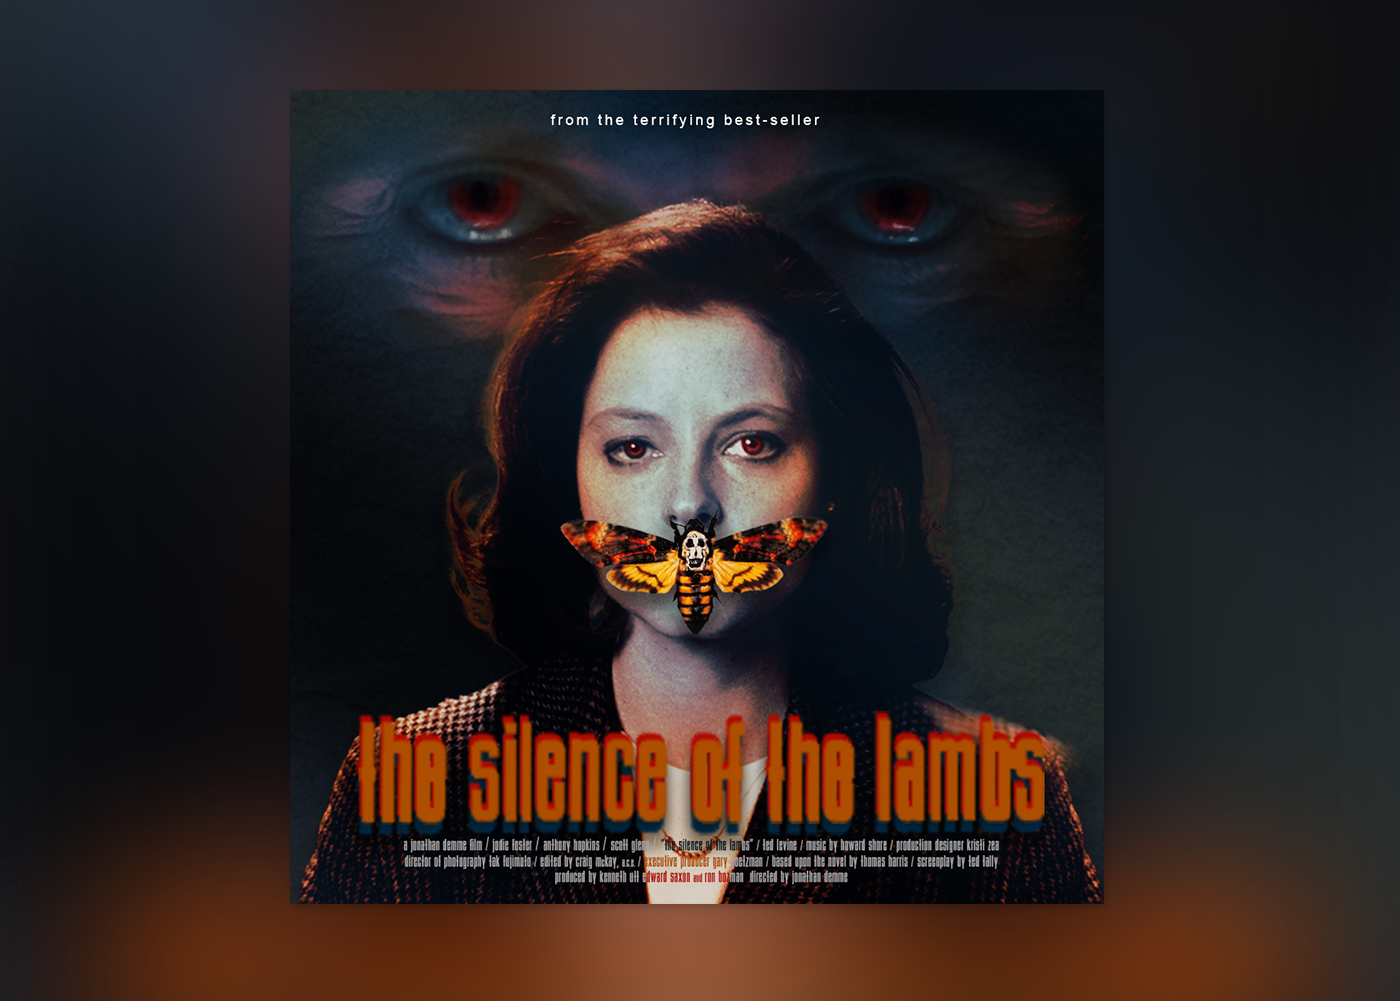 from the terrifying best-seller
the silence of the lambs
a jonathan demme film / jodie foster / anthony hopkins / scott glenn / "the silence of the lambs" / ted levine / music by howard shore / production designer kristi zea
director of photography tak fujimoto / edited by craig mckay, a.c.e. / executive producer gary goetzman / based upon the novel by thomas harris / screenplay by ted tally
produced by kenneth utt edward saxon and ron bozman directed by jonathan demme